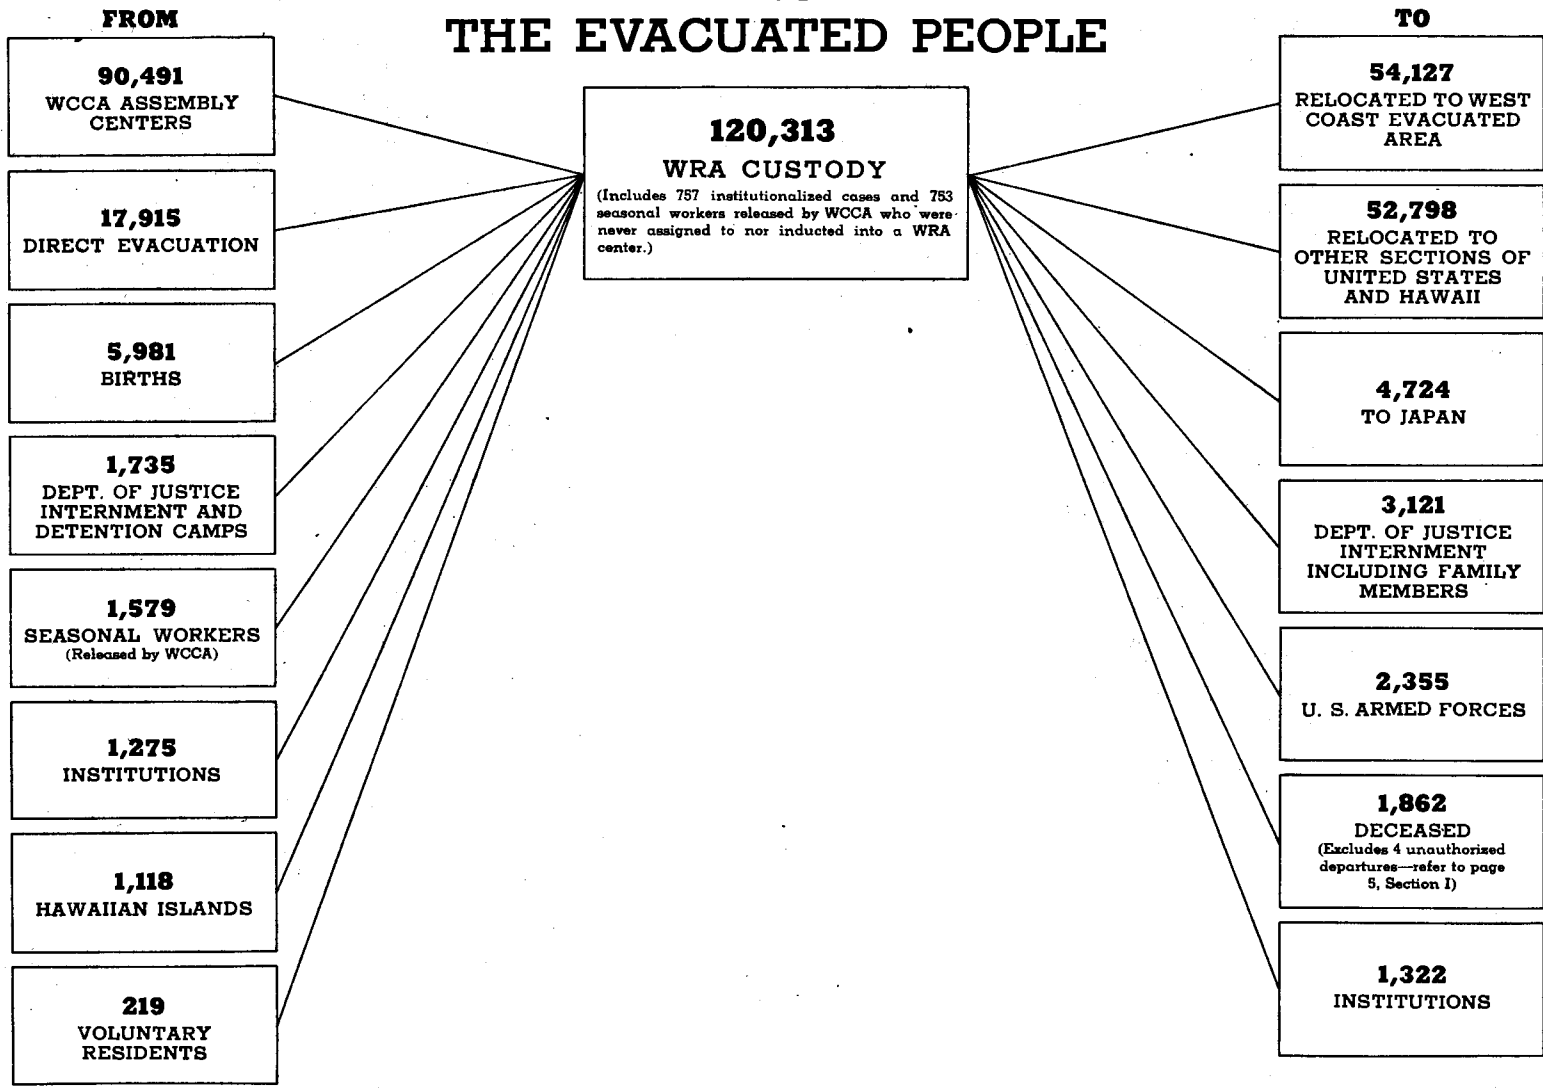 FROM
THE EVACUATED PEOPLE
TO
90,491
WCCA ASSEMBLY
CENTERS
17,915
DIRECT EVACUATION
5,981
BIRTHS
1,735
DEPT. OF JUSTICE
INTERNMENT AND
DETENTION CAMPS
1,579
SEASONAL WORKERS
(Released by WCCA)
1,275
INSTITUTIONS
1,118
HAWAIIAN ISLANDS
219
VOLUNTARY
RESIDENTS
120,313
WRA CUSTODY
(Includes 757 institutionalized cases and 753
seasonal workers released by WCCA who were
never assigned to nor inducted into a WRA
center.)
54,127
RELOCATED TO WEST
COAST EVACUATED
AREA
52,798
RELOCATED TO
OTHER SECTIONS OF
UNITED STATES
AND HAWAII
4,724
TO JAPAN
3,121
DEPT. OF JUSTICE
INTERNMENT
INCLUDING FAMILY
MEMBERS
2,355
U. S. ARMED FORCES
1,862
DECEASED
(Excludes 4 unauthorized
departures—refer to page
5, Section I)
1,322
INSTITUTIONS